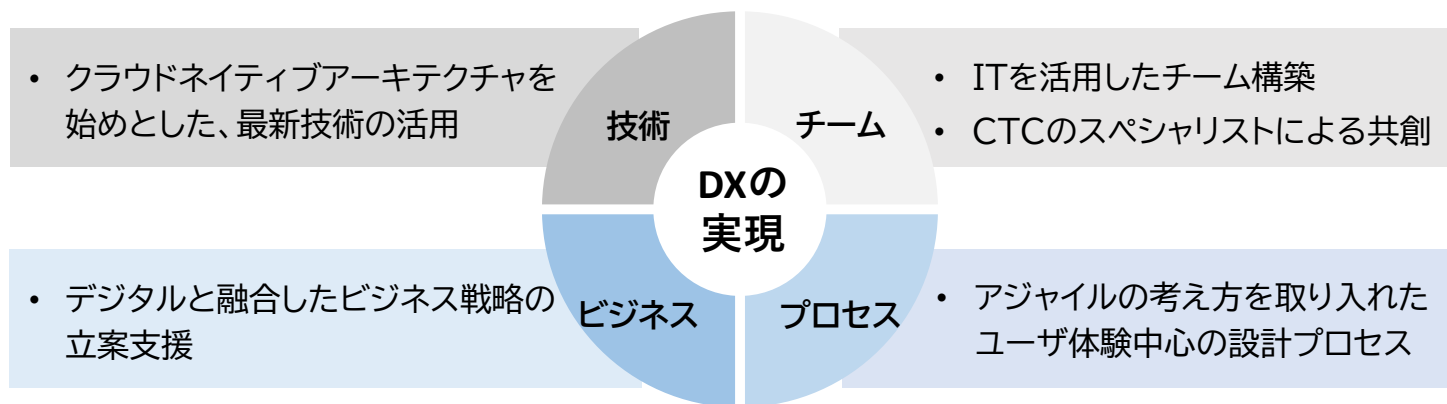 • クラウドネイティブアーキテクチャを
始めとした、最新技術の活用
技術
チーム
• ITを活用したチーム構築
• CTCのスペシャリストによる共創
DXの
実現
• デジタルと融合したビジネス戦略の
立案支援
ビジネス
プロセス
• アジャイルの考え方を取り入れた
ユーザ体験中心の設計プロセス